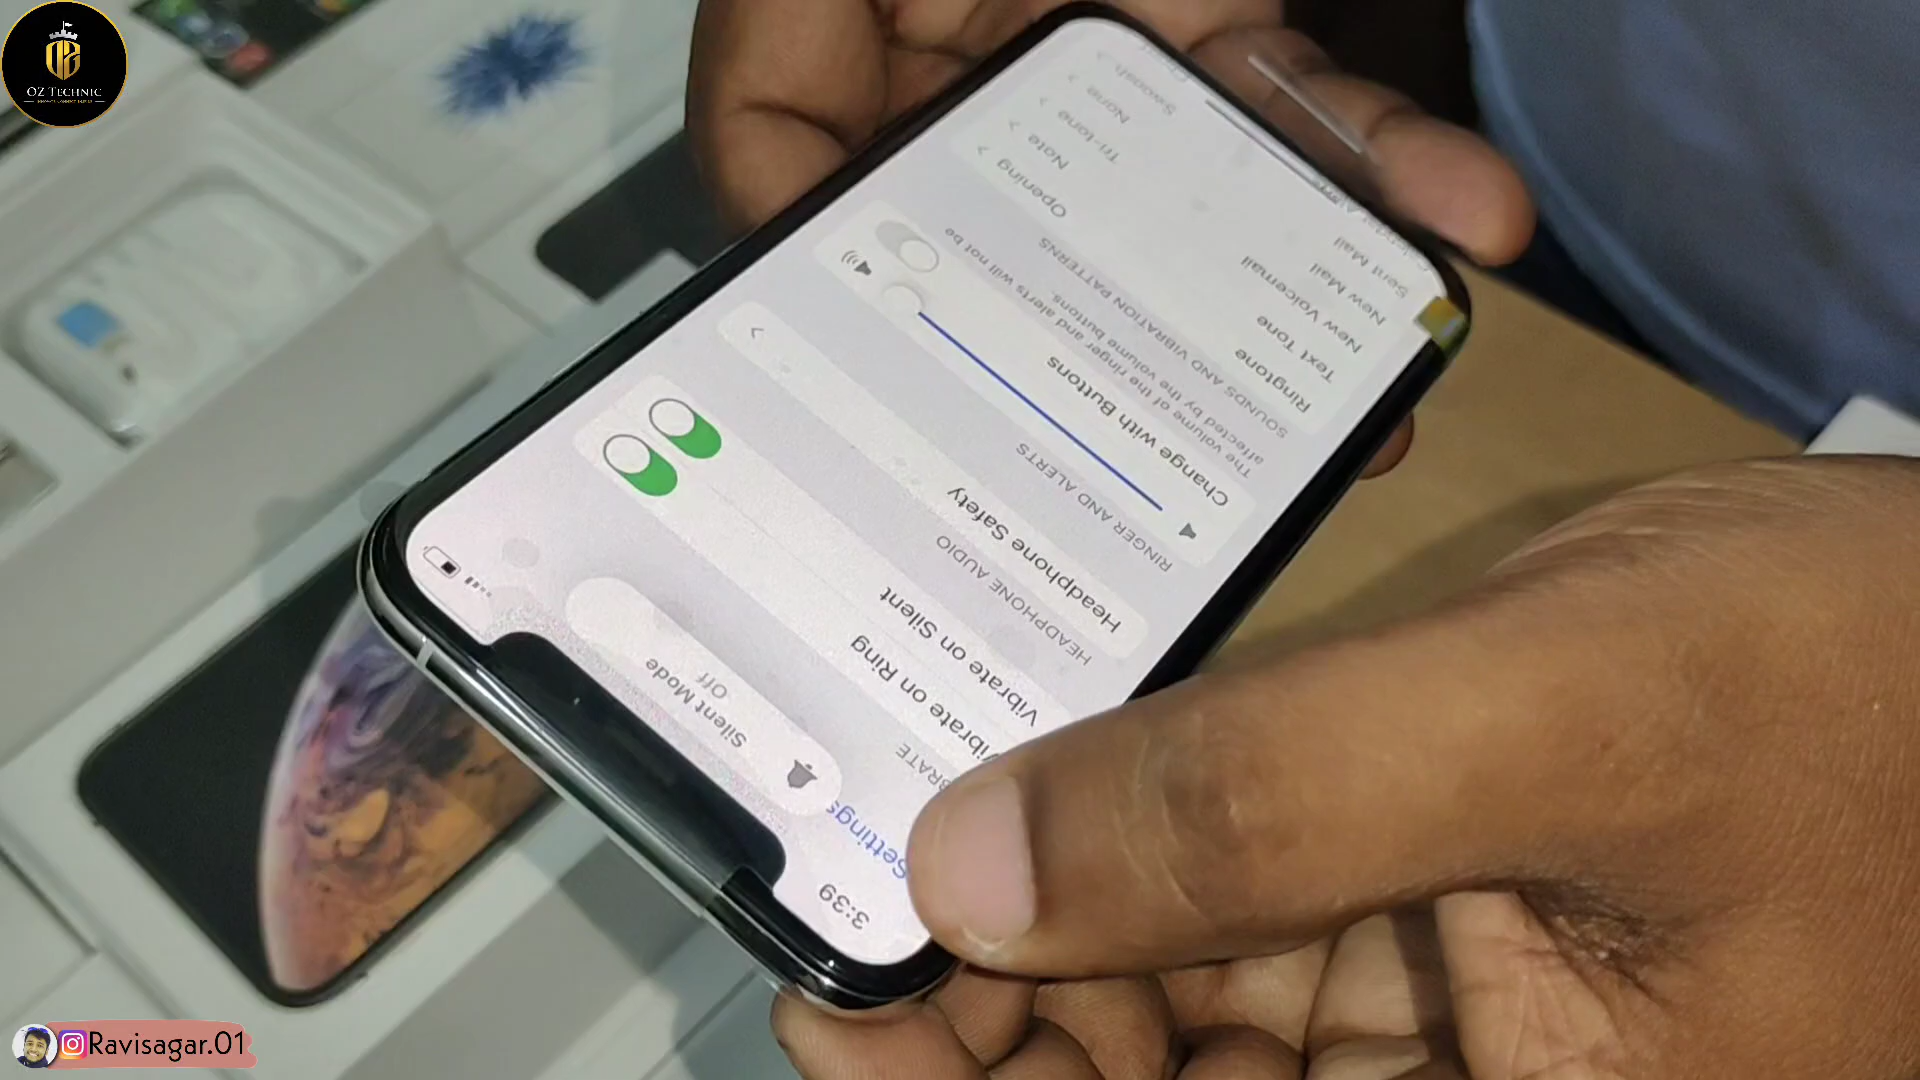 OZ TECHNIC
3:39
Settings
Silent Mode
Off
Vibrate on Ring
Vibrate on Silent
HEADPHONE AUDIO
Headphone Safety
RINGER AND ALERTS
Change with Buttons
The volume of the ringer and alerts will not be
affected by the volume buttons.
SOUNDS AND VIBRATION PATTERNS
Ringtone Opening
Text Tone Note
New Voicemail Tri-tone
New Mail None
Sent Mail Swoosh
Ravisagar.01